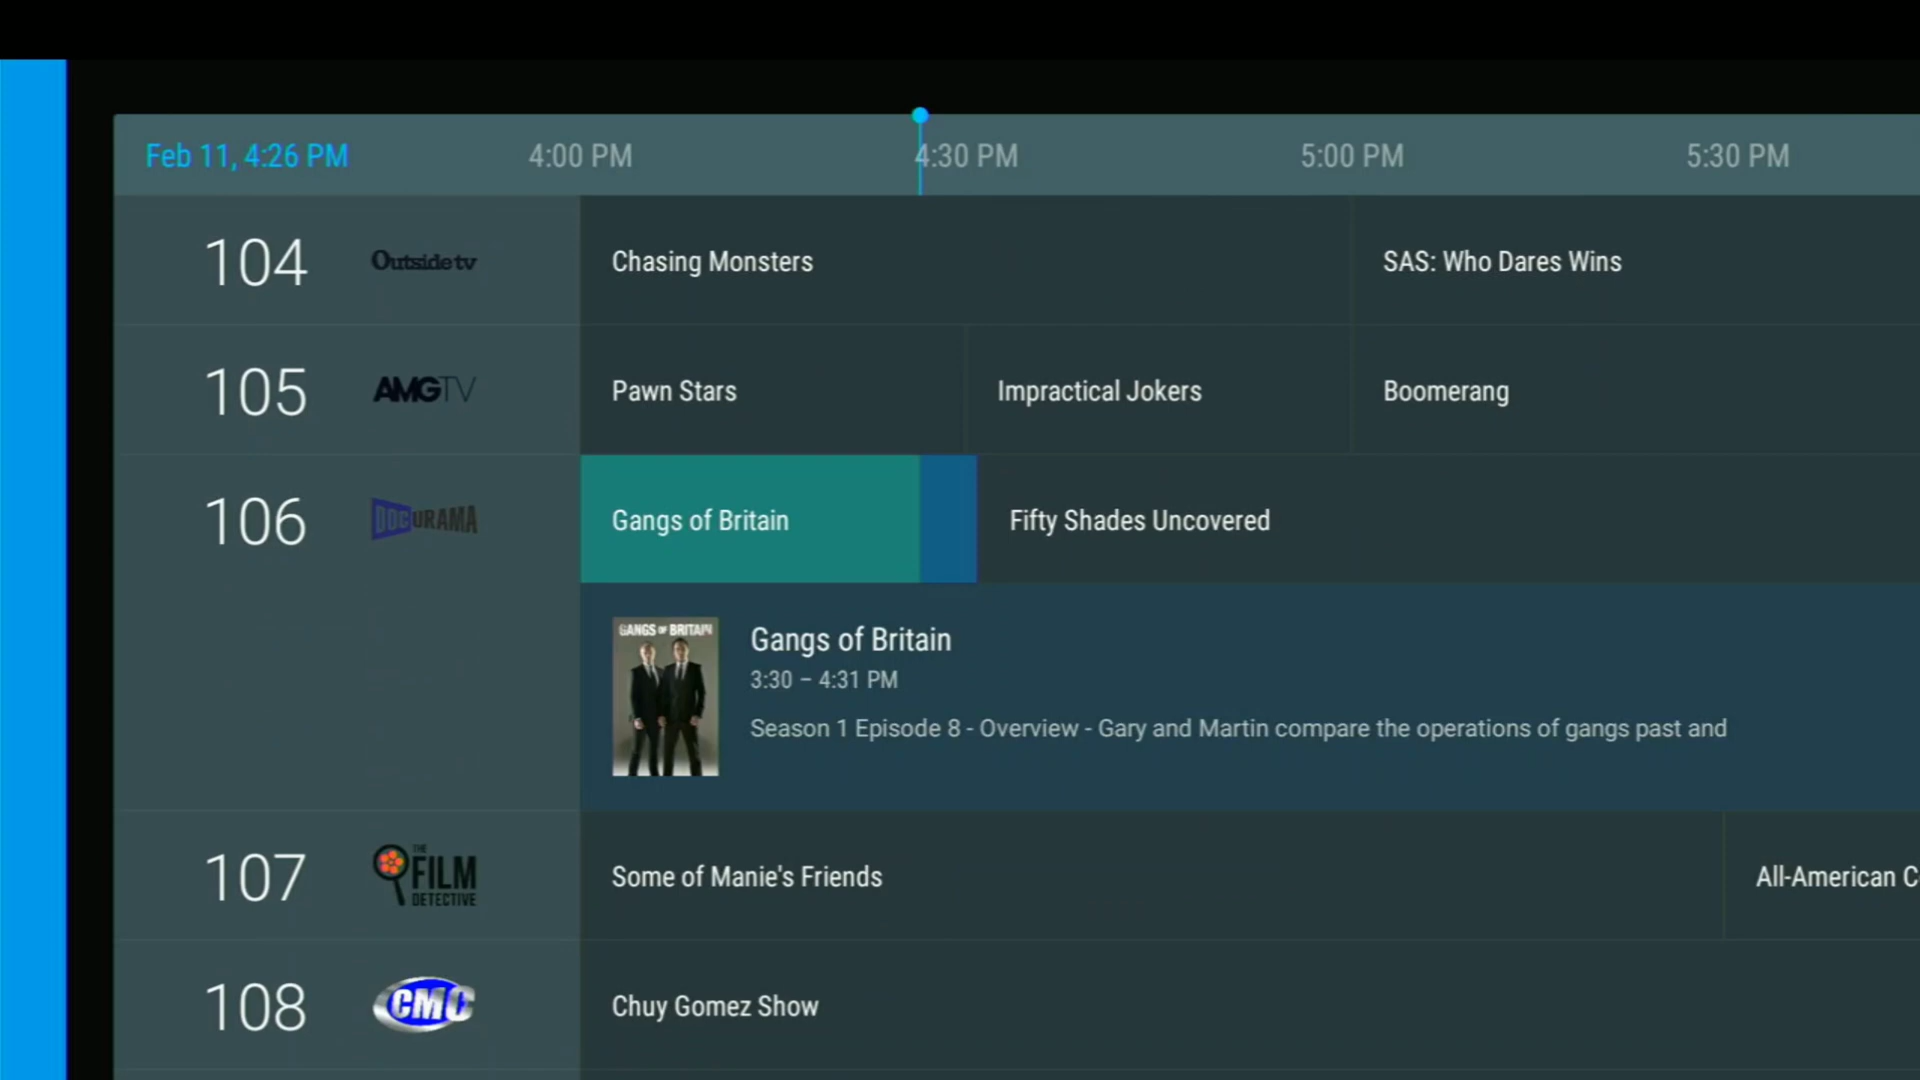 Feb 11, 4:26 PM 4:00 PM 4:30 PM 5:00 PM 5:30 PM
104 Outsidetv Chasing Monsters SAS: Who Dares Wins
105 AMGTV Pawn Stars Impractical Jokers Boomerang
106 DOCURAMA Gangs of Britain Fifty Shades Uncovered
GANGS OF BRITAIN
Gangs of Britain
3:30 – 4:31 PM
Season 1 Episode 8 - Overview - Gary and Martin compare the operations of gangs past and
107 THE FILM DETECTIVE Some of Manie's Friends All-American C
108 CMC Chuy Gomez Show